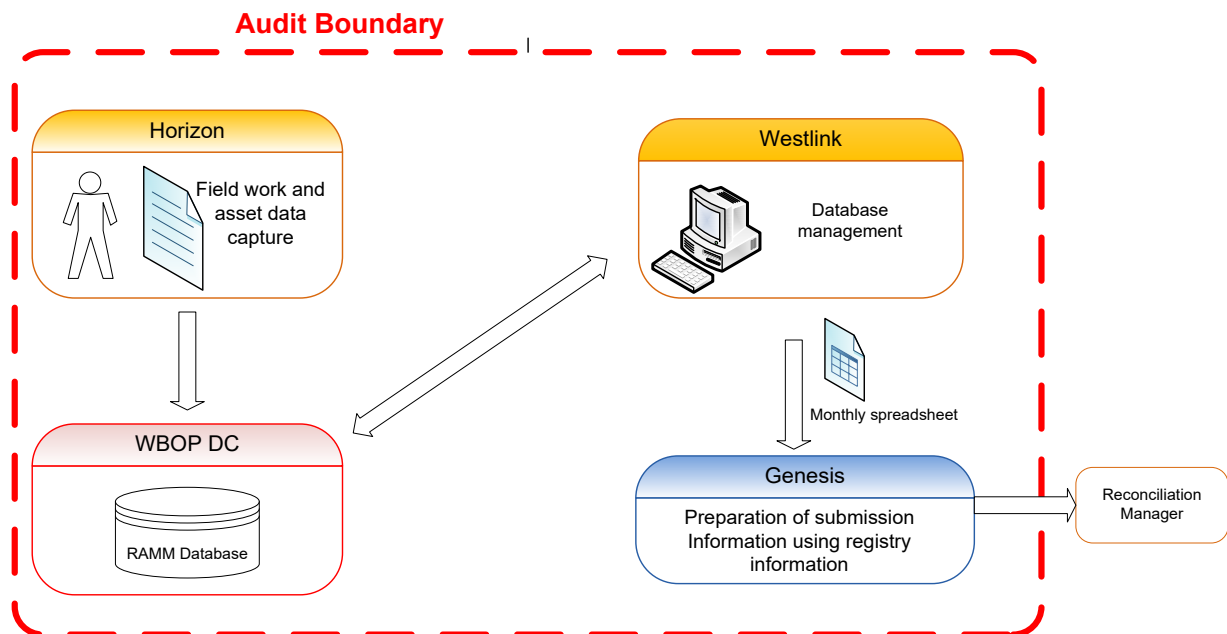 Audit Boundary
Horizon
Field work and
asset data
capture
Westlink
Database
management
Monthly spreadsheet
WBOP DC
RAMM Database
Genesis
Preparation of submission
Information using registry
information
Reconciliation
Manager